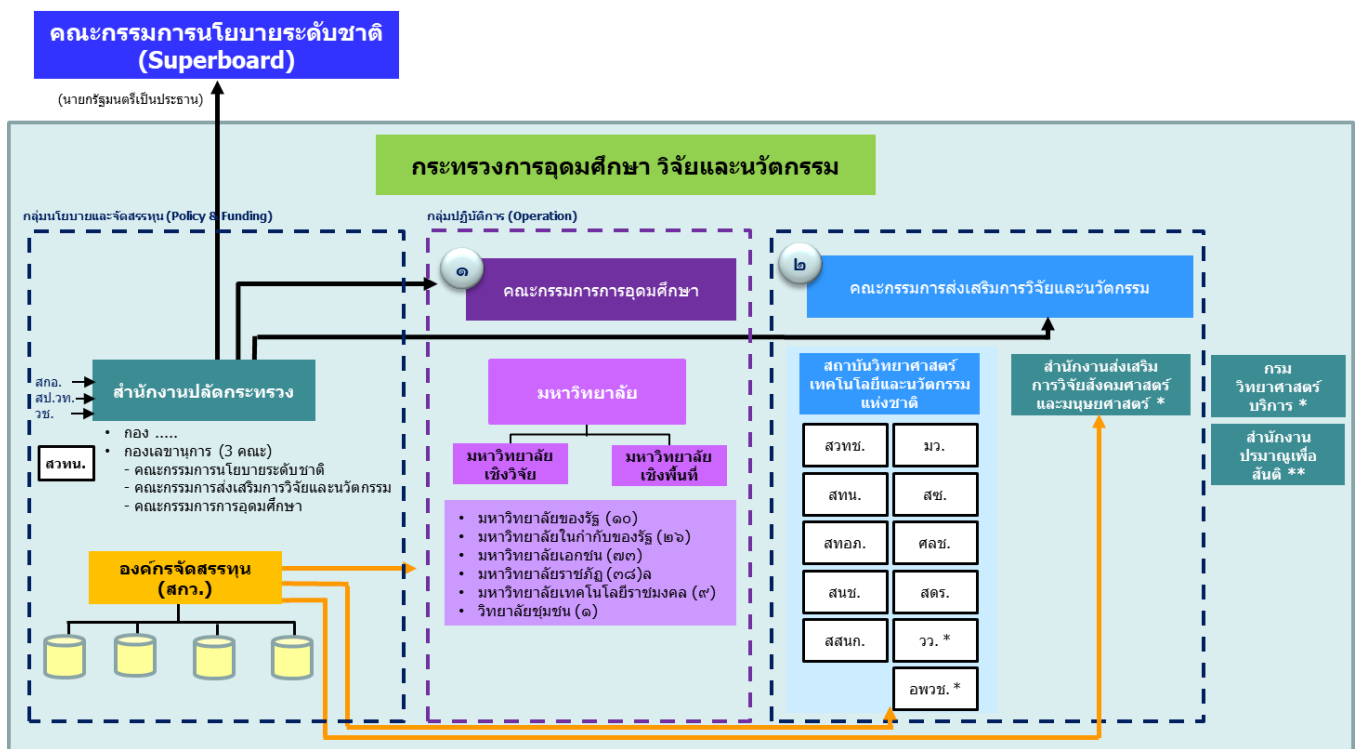 คณะกรรมการนโยบายระดับชาติ
(Superboard)
(นายกรัฐมนตรีเป็นประธาน)
กระทรวงการอุดมศึกษา วิจัยและนวัตกรรม
กลุ่มนโยบายและจัดสรรทุน (Policy & Funding)
กลุ่มปฏิบัติการ (Operation)
๑
คณะกรรมการการอุดมศึกษา
๒
คณะกรรมการส่งเสริมการวิจัยและนวัตกรรม
สกอ.
สป.วท.
วช.
สำนักงานปลัดกระทรวง
สวทน.
• กอง .....
• กองเลขานุการ (3 คณะ)
- คณะกรรมการนโยบายระดับชาติ
- คณะกรรมการส่งเสริมการวิจัยและนวัตกรรม
- คณะกรรมการการอุดมศึกษา
องค์กรจัดสรรทุน
(สกว.)
มหาวิทยาลัย
มหาวิทยาลัย
เชิงวิจัย
มหาวิทยาลัย
เชิงพื้นที่
• มหาวิทยาลัยของรัฐ (๑๐)
• มหาวิทยาลัยในกำกับของรัฐ (๒๖)
• มหาวิทยาลัยเอกชน (๗๓)
• มหาวิทยาลัยราชภัฏ (๓๘)ล
• มหาวิทยาลัยเทคโนโลยีราชมงคล (๙)
• วิทยาลัยชุมชน (๑)
สถาบันวิทยาศาสตร์
เทคโนโลยีและนวัตกรรม
แห่งชาติ
สวทช.
มว.
สทน.
สซ.
สทอภ.
ศลช.
สนช.
สดร.
สสนก.
วว. *
อพวช. *
สำนักงานส่งเสริม
การวิจัยสังคมศาสตร์
และมนุษยศาสตร์ *
กรม
วิทยาศาสตร์
บริการ *
สำนักงาน
ปรมาณูเพื่อ
สันติ **